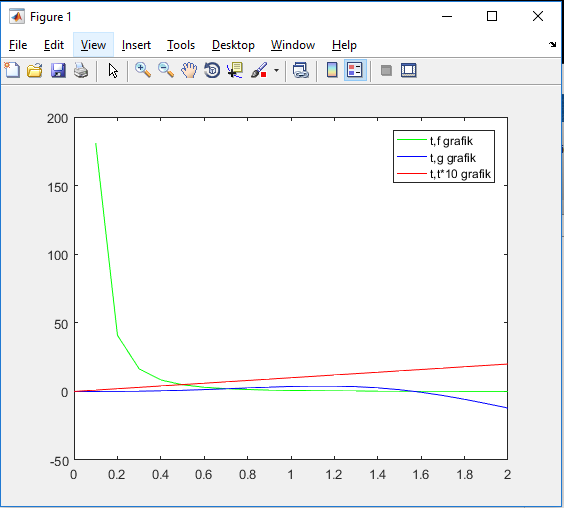 Figure 1
File Edit View Insert Tools Desktop Window Help
200
150
100
50
0
-50
0 0.2 0.4 0.6 0.8 1 1.2 1.4 1.6 1.8 2
t,f grafik
t,g grafik
t,t*10 grafik